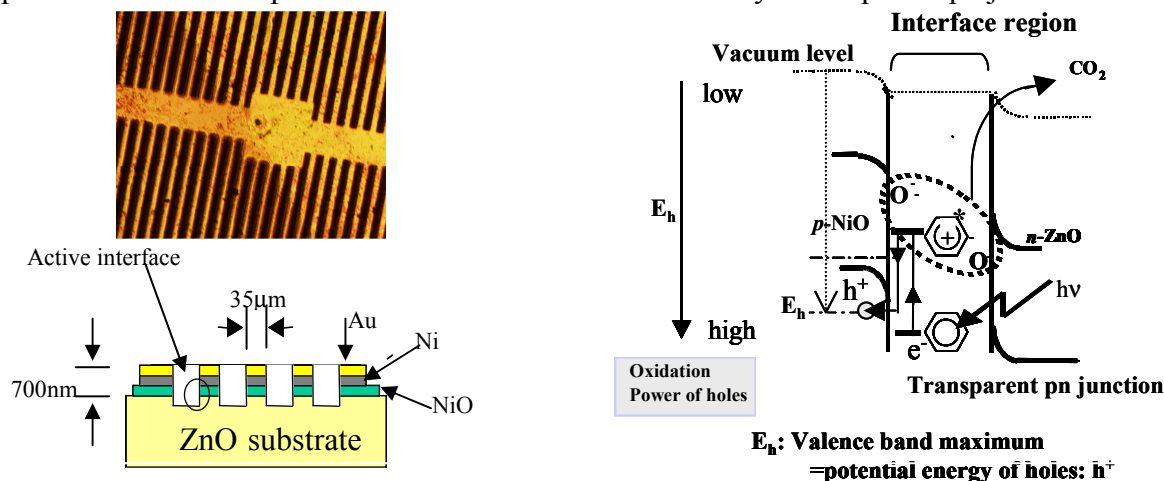 Interface region
Vacuum level
CO2
low
Eh
O-
p-NiO
*
+
-
n-ZnO
O
Eh
h+
hν
high
e-
Oxidation
Power of holes
Transparent pn junction
Eh: Valence band maximum
=potential energy of holes: h+
Active interface
35μm
Au
Ni
700nm
NiO
ZnO substrate